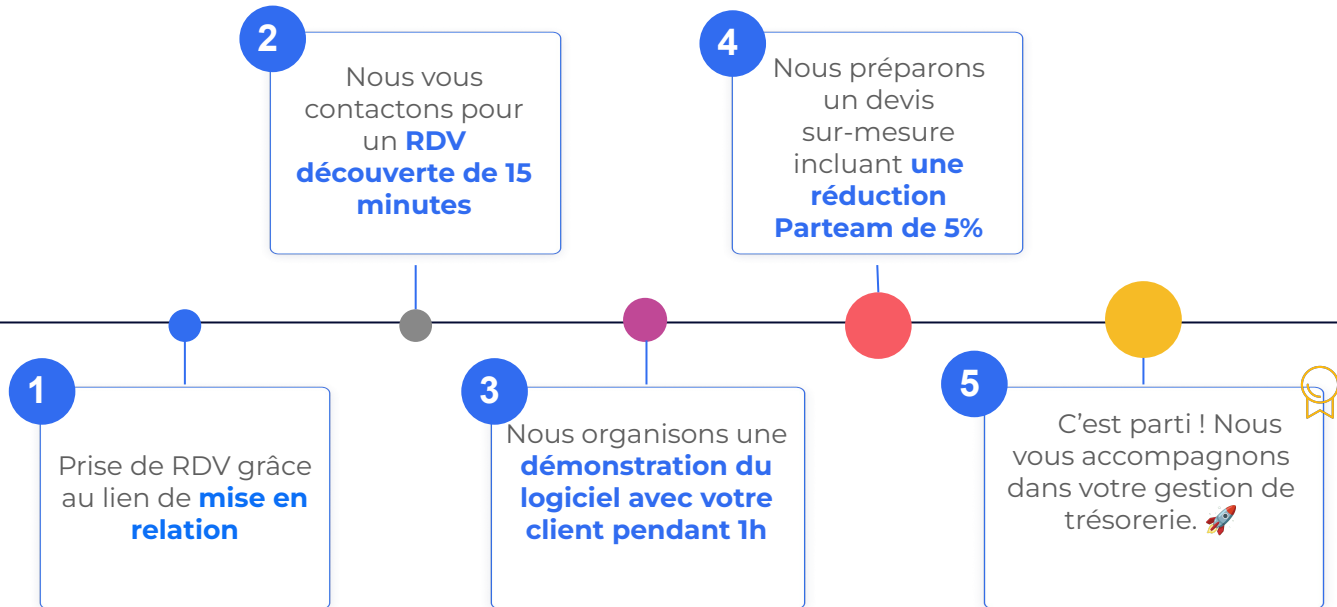 1
Prise de RDV grâce
au lien de mise en
relation
2
Nous vous
contactons pour
un RDV
découverte de 15
minutes
3
Nous organisons une
démonstration du
logiciel avec votre
client pendant 1h
4
Nous préparons
un devis
sur-mesure
incluant une
réduction
Parteam de 5%
5
C’est parti ! Nous
vous accompagnons
dans votre gestion de
trésorerie. 🚀